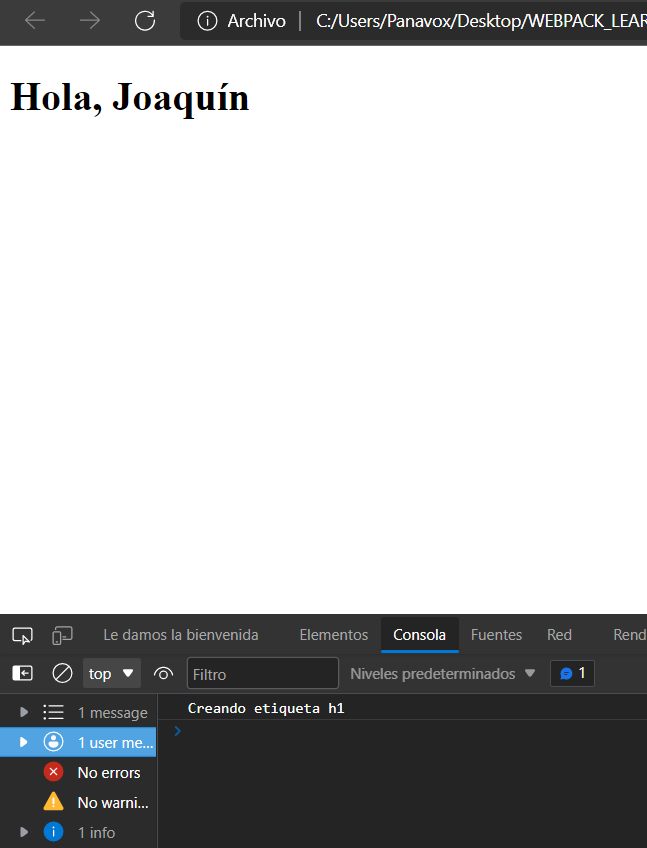 Archivo | C:/Users/Panavox/Desktop/WEBPACK_LEAR
Hola, Joaquín
Le damos la bienvenida Elementos Consola Fuentes Red Rend
top Filtro Niveles predeterminados 1
1 message
Creando etiqueta h1
1 user me...
No errors
No warni...
1 info